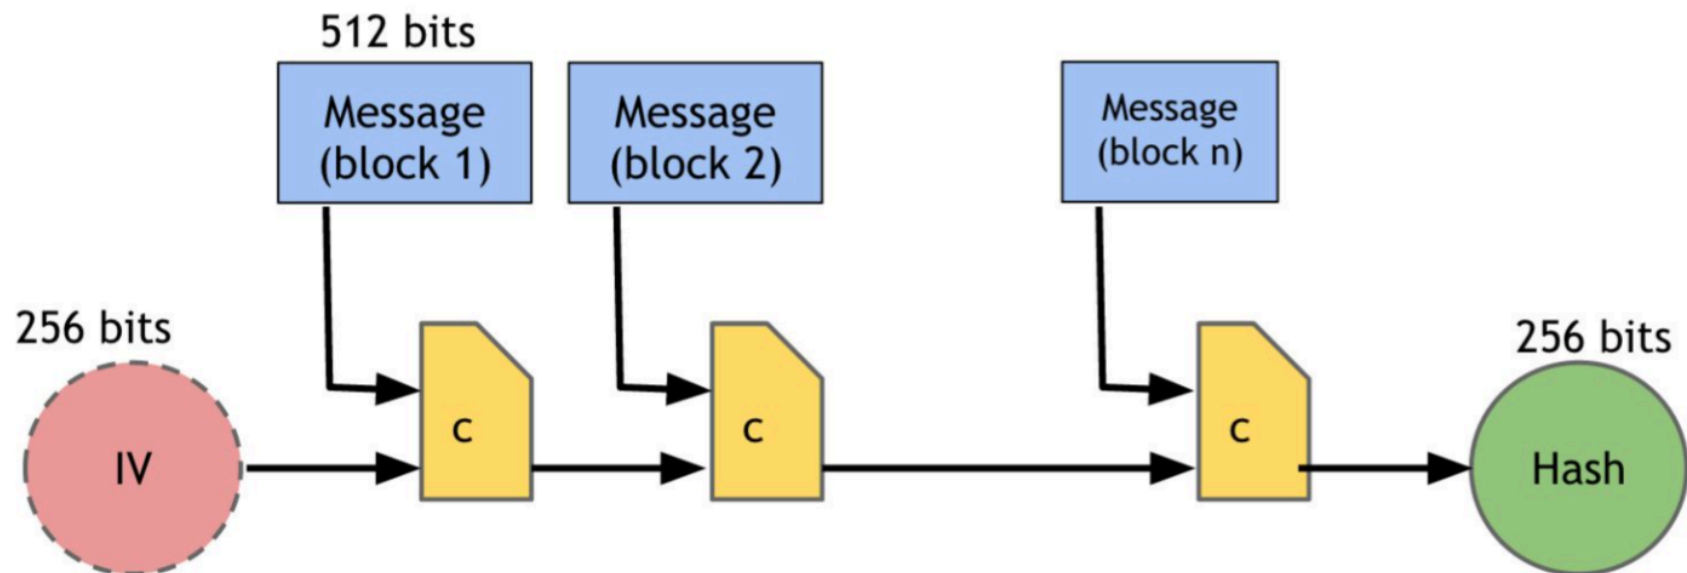 512 bits
Message
(block 1)
Message
(block 2)
Message
(block n)
256 bits
IV
c
c
c
256 bits
Hash